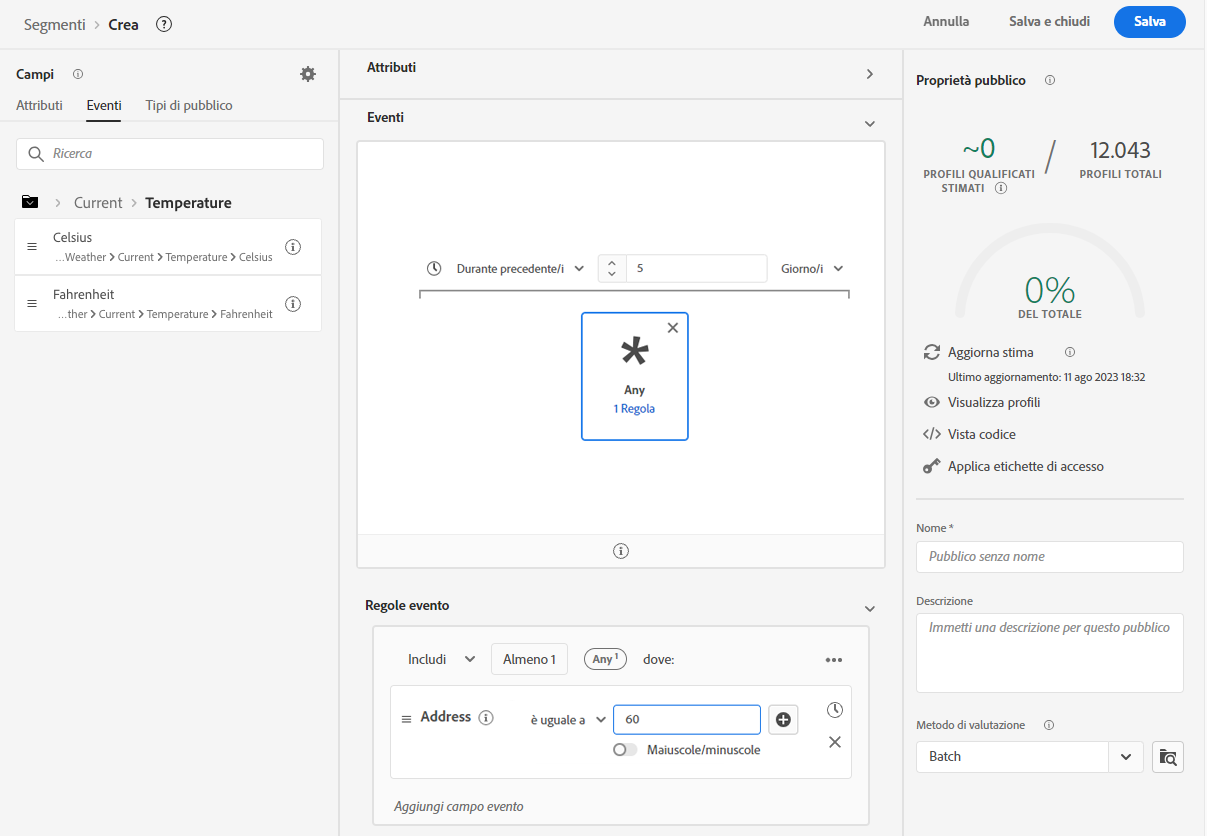 Segmenti
Crea
Annulla
Salva e chiudi
Salva
Campi
Attributi
Eventi
Tipi di pubblico
Ricerca
Current
Temperature
Celsius
...Weather > Current > Temperature > Celsius
Fahrenheit
...ther > Current > Temperature > Fahrenheit
Attributi
Eventi
Durante precedente/i
5
Giorno/i
Any
1 Regola
Regole evento
Includi
Almeno 1
Any 1
dove:
Address
è uguale a
60
Maiuscole/minuscole
Aggiungi campo evento
Proprietà pubblico
~0
/
12.043
PROFILI QUALIFICATI
STIMATI
PROFILI TOTALI
0%
DEL TOTALE
Aggiorna stima
Ultimo aggiornamento: 11 ago 2023 18:32
Visualizza profili
Vista codice
Applica etichette di accesso
Nome *
Pubblico senza nome
Descrizione
Immetti una descrizione per questo pubblico
Metodo di valutazione
Batch